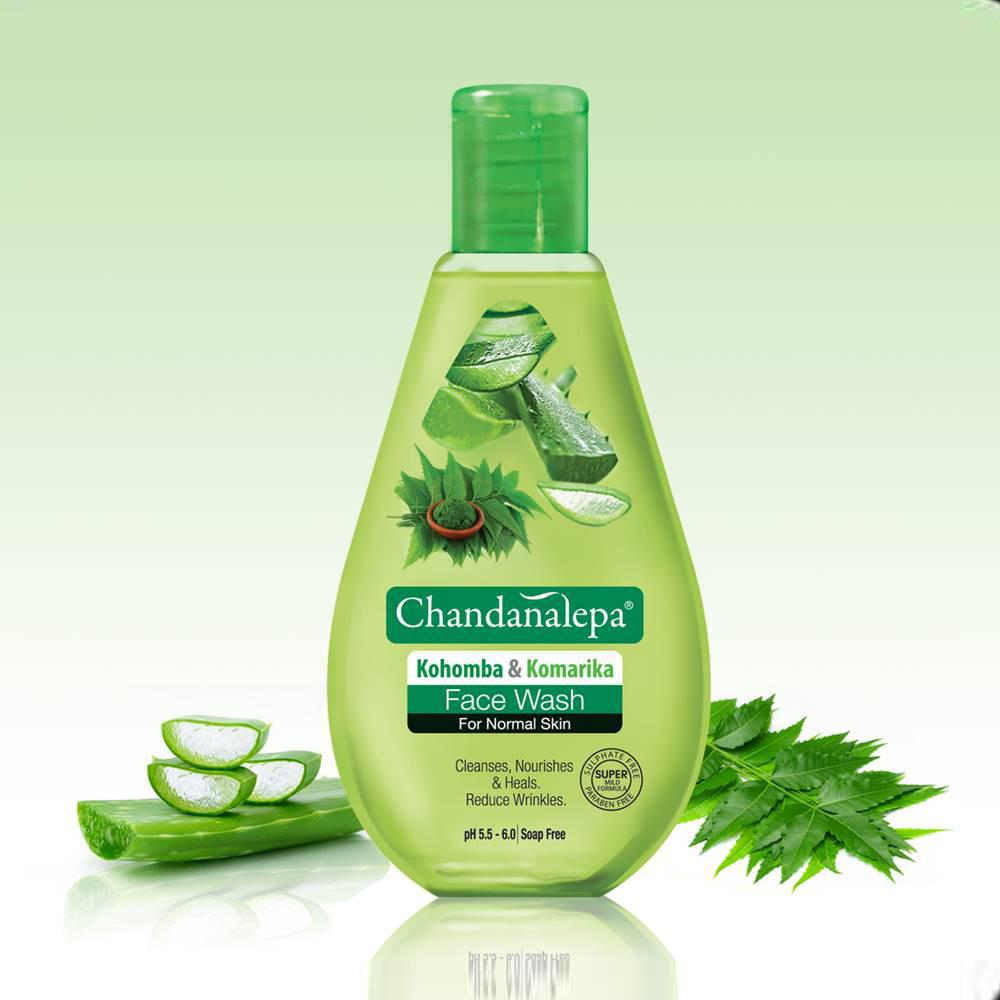 Chandanalepa®
Kohomba & Komarika
Face Wash
For Normal Skin
Cleanses, Nourishes
& Heals.
Reduce Wrinkles.
SULPHATE FREE
SUPER
MILD
FORMULA
PARABEN FREE
pH 5.5 - 6.0 | Soap Free